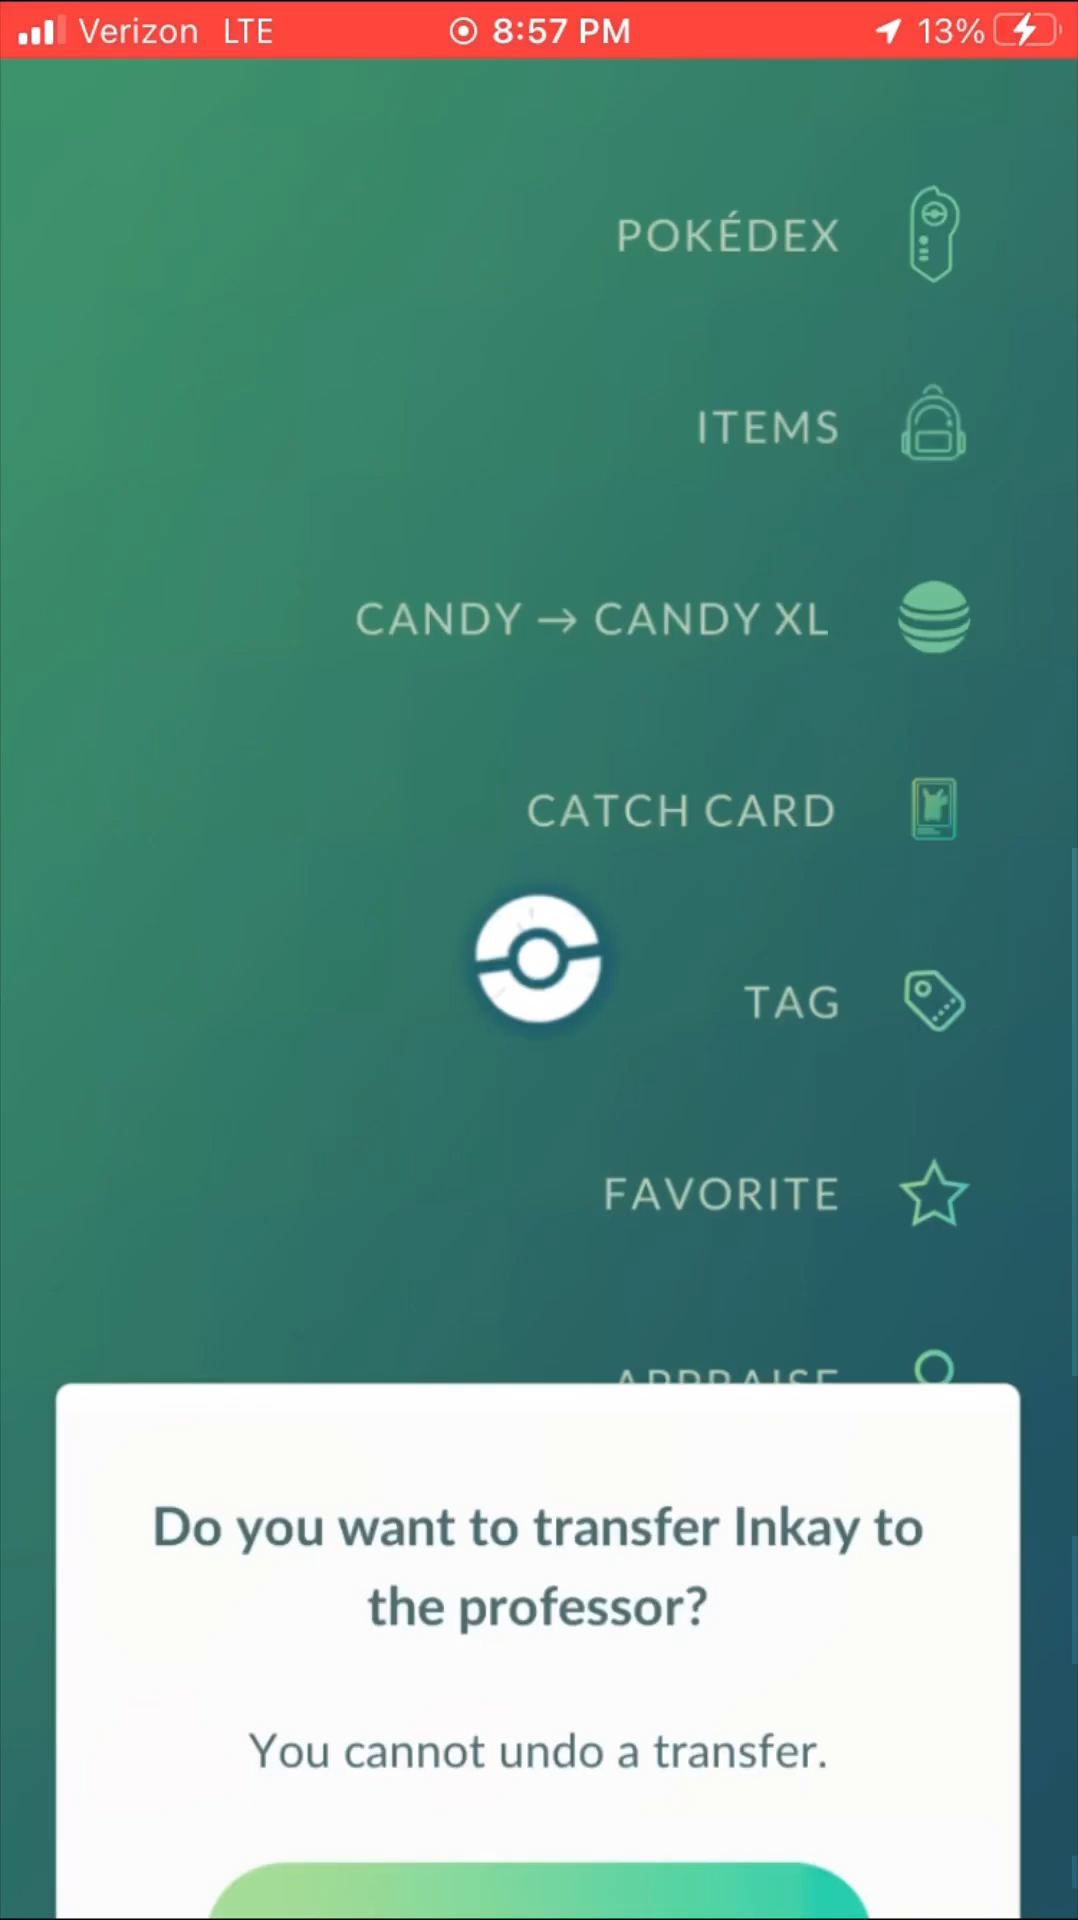 Verizon LTE 8:57 PM 13%
POKÉDEX
ITEMS
CANDY → CANDY XL
CATCH CARD
TAG
FAVORITE
APPRAISE
Do you want to transfer Inkay to
the professor?
You cannot undo a transfer.